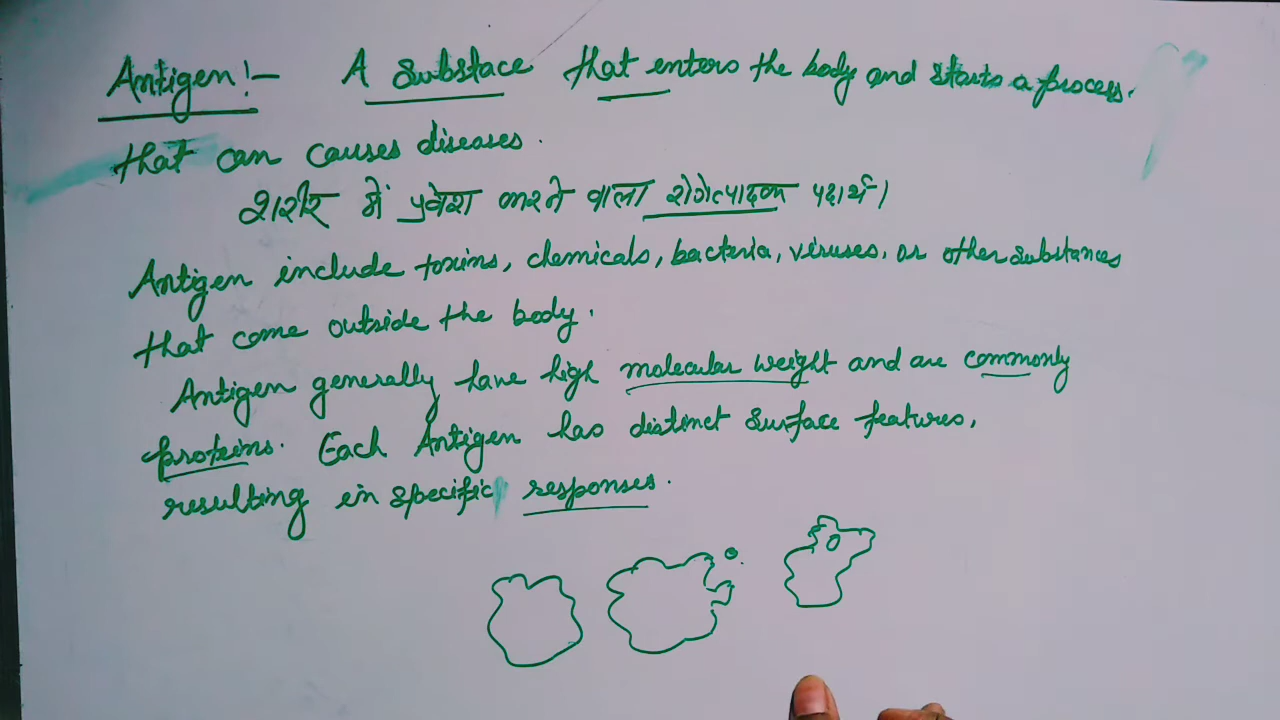 Antigen!- A Substace that enters the body and starts a process.
that can causes diseases.
शरीर में प्रवेश करने वाला रोगोत्पादक पदार्थ।
Antigen include toxins, chemicals, bacteria, viruses, or other substances
that come outside the body.
Antigen generally have high molecular weight and are commonly
proteins. Each Antigen has distinct surface features,
resulting in specific responses.